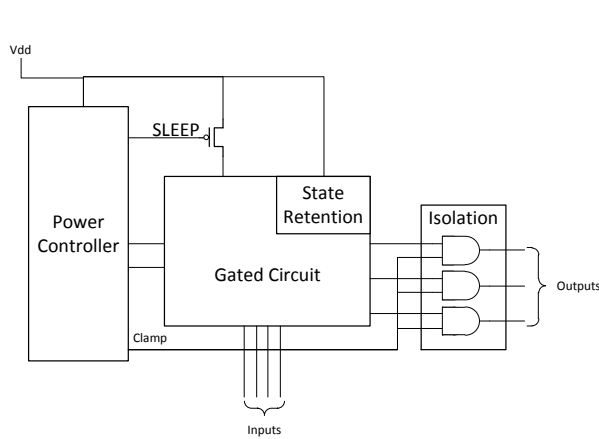 Vdd
SLEEP
State
Retention
Power
Controller
Isolation
Gated Circuit
Outputs
Clamp
Inputs